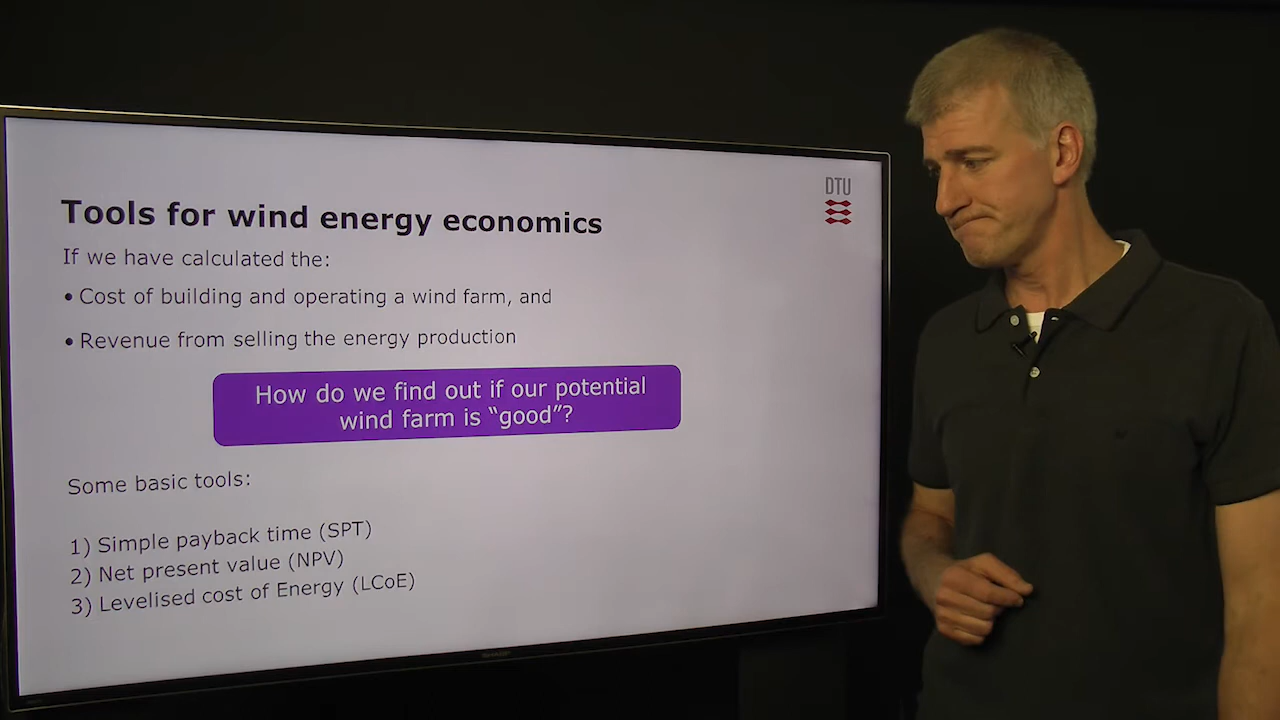 DTU
Tools for wind energy economics
If we have calculated the:
• Cost of building and operating a wind farm, and
• Revenue from selling the energy production
How do we find out if our potential
wind farm is “good”?
Some basic tools:
1) Simple payback time (SPT)
2) Net present value (NPV)
3) Levelised cost of Energy (LCoE)